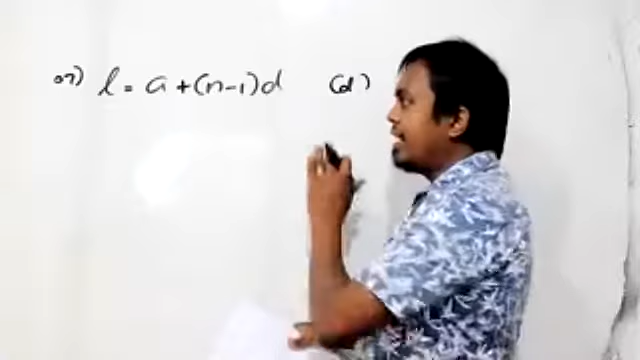 07) l = a + (n-1)d (d)